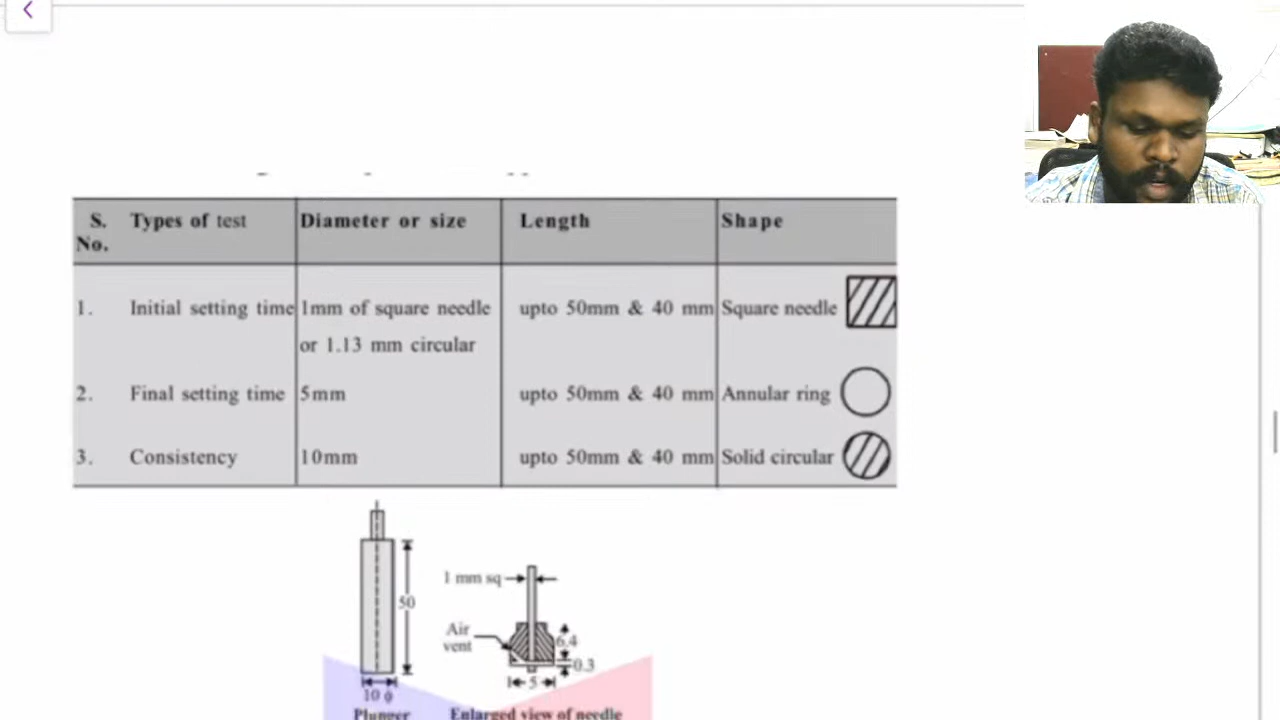 S. No. Types of test Diameter or size Length Shape
1. Initial setting time 1mm of square needle or 1.13 mm circular upto 50mm & 40 mm Square needle
2. Final setting time 5mm upto 50mm & 40 mm Annular ring
3. Consistency 10mm upto 50mm & 40 mm Solid circular
50
10 ϕ
Plunger
1 mm sq
Air
vent
6.4
0.3
5
Enlarged view of needle